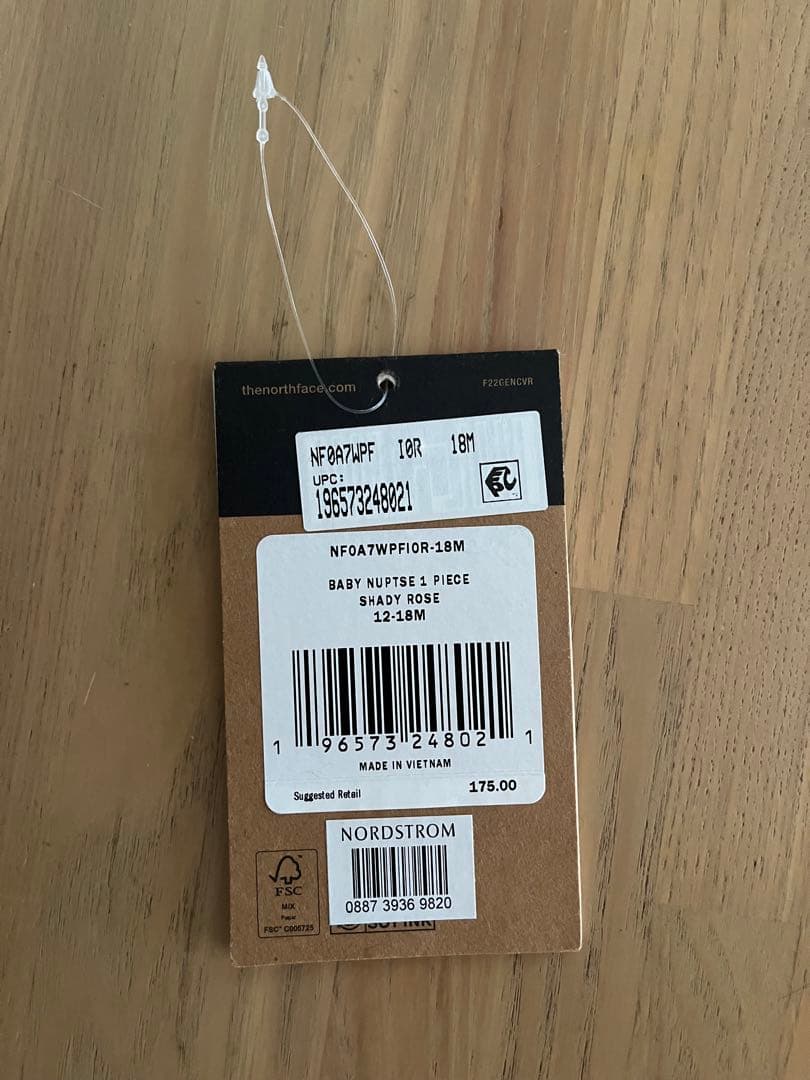 thenorthface.com
F22GENCVR
NF0A7WPF I0R 18M
UPC:
196573248021
NF0A7WPFI0R-18M
BABY NUPTSE 1 PIECE
SHADY ROSE
12-18M
1 96573 24802 1
MADE IN VIETNAM
Suggested Retail 175.00
NORDSTROM
0887 3936 9820
FSC
MIX
Paper
FSC® C005725
SOY INK